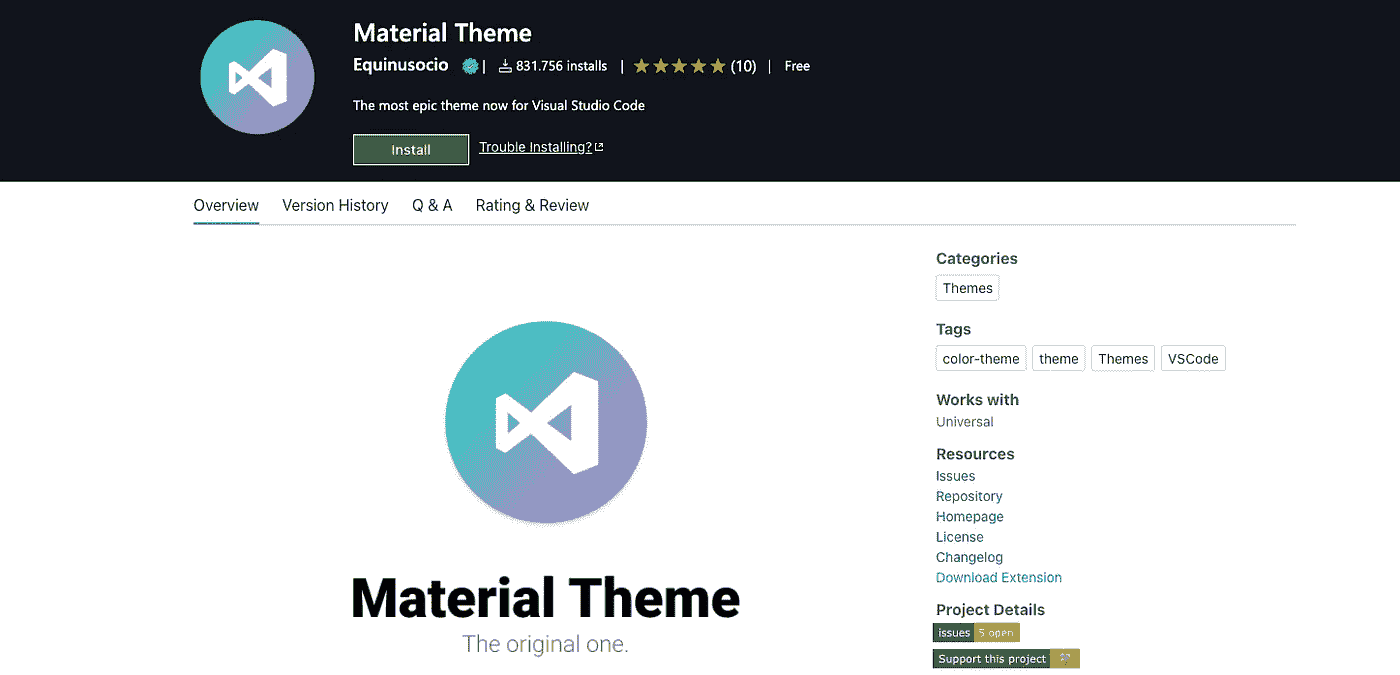 Material Theme
Equinusocio | 831.756 installs | (10) | Free
The most epic theme now for Visual Studio Code
Install Trouble Installing?
Overview Version History Q & A Rating & Review
Categories
Themes
Tags
color-theme theme Themes VSCode
Works with
Universal
Resources
Issues
Repository
Homepage
License
Changelog
Download Extension
Project Details
issues 5 open
Support this project
Material Theme
The original one.